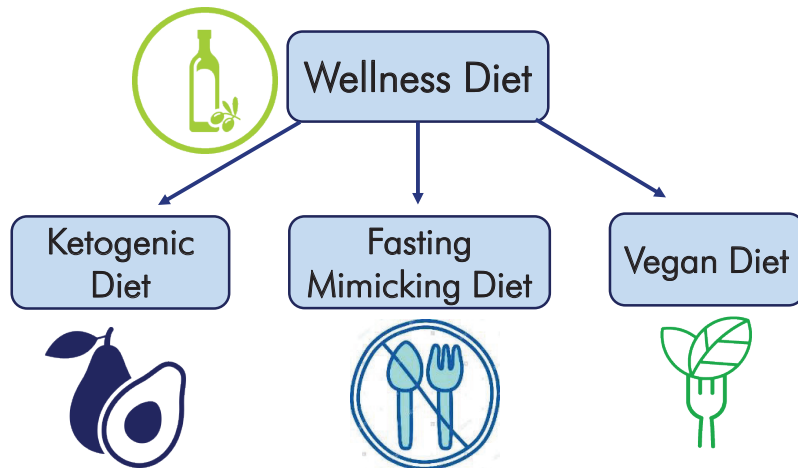 Wellness Diet
Ketogenic
Diet
Fasting
Mimicking Diet
Vegan Diet